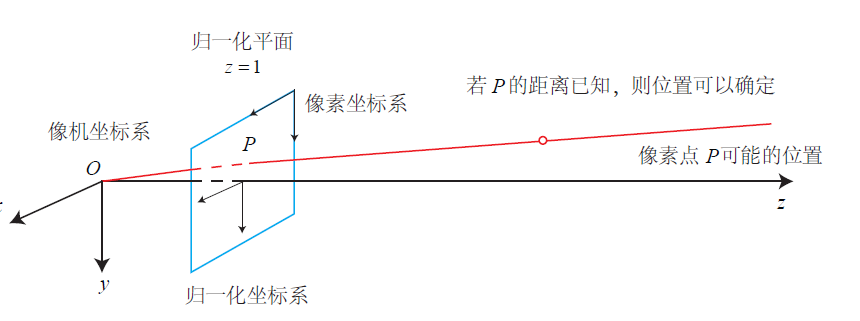 归一化平面
z=1
若 P 的距离已知，则位置可以确定
像素坐标系
像机坐标系
P
像素点 P 可能的位置
O
z
y
归一化坐标系